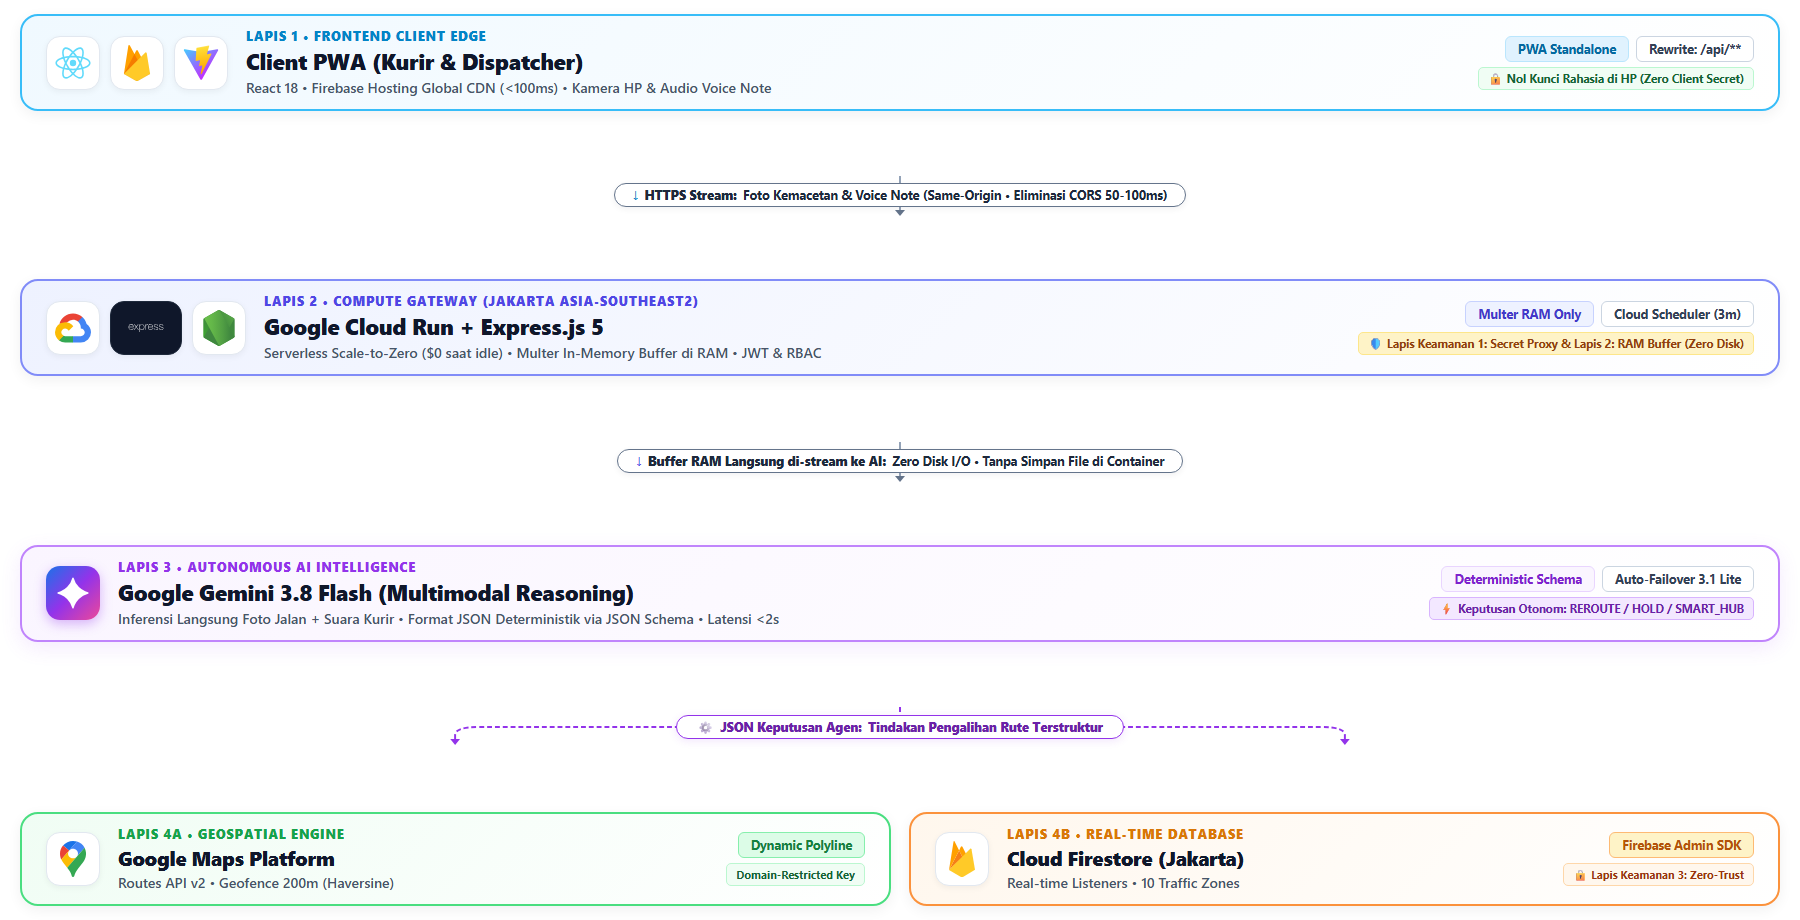 LAPIS 1 • FRONTEND CLIENT EDGE
Client PWA (Kurir & Dispatcher)
React 18 • Firebase Hosting Global CDN (<100ms) • Kamera HP & Audio Voice Note
PWA Standalone
Rewrite: /api/**
🔒 Nol Kunci Rahasia di HP (Zero Client Secret)
↓ HTTPS Stream: Foto Kemacetan & Voice Note (Same-Origin • Eliminasi CORS 50-100ms)
express
LAPIS 2 • COMPUTE GATEWAY (JAKARTA ASIA-SOUTHEAST2)
Google Cloud Run + Express.js 5
Serverless Scale-to-Zero ($0 saat idle) • Multer In-Memory Buffer di RAM • JWT & RBAC
Multer RAM Only
Cloud Scheduler (3m)
🛡️ Lapis Keamanan 1: Secret Proxy & Lapis 2: RAM Buffer (Zero Disk)
↓ Buffer RAM Langsung di-stream ke AI: Zero Disk I/O • Tanpa Simpan File di Container
LAPIS 3 • AUTONOMOUS AI INTELLIGENCE
Google Gemini 3.8 Flash (Multimodal Reasoning)
Inferensi Langsung Foto Jalan + Suara Kurir • Format JSON Deterministik via JSON Schema • Latensi <2s
Deterministic Schema
Auto-Failover 3.1 Lite
⚡ Keputusan Otonom: REROUTE / HOLD / SMART_HUB
⚙️ JSON Keputusan Agen: Tindakan Pengalihan Rute Terstruktur
LAPIS 4A • GEOSPATIAL ENGINE
Google Maps Platform
Routes API v2 • Geofence 200m (Haversine)
Dynamic Polyline
Domain-Restricted Key
LAPIS 4B • REAL-TIME DATABASE
Cloud Firestore (Jakarta)
Real-time Listeners • 10 Traffic Zones
Firebase Admin SDK
🔒 Lapis Keamanan 3: Zero-Trust